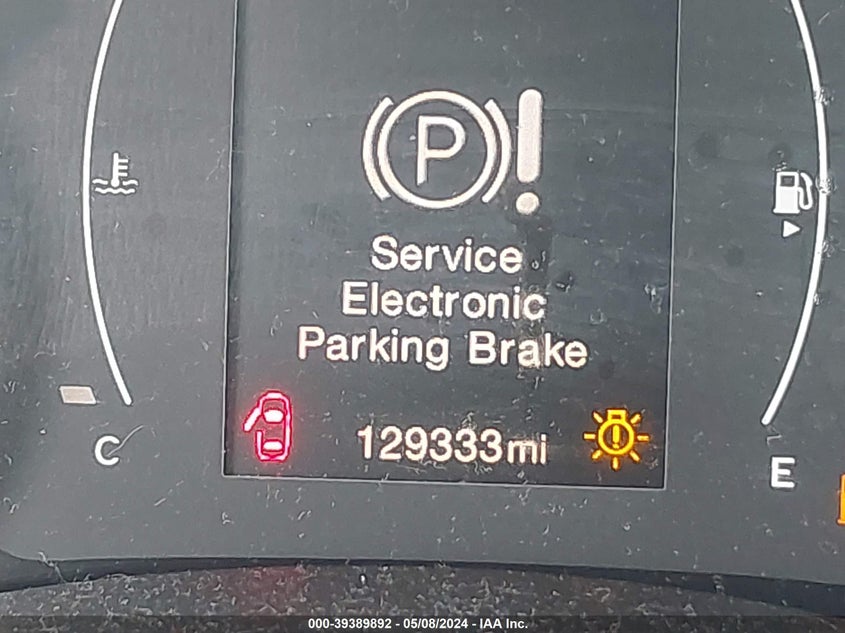 P!
Service
Electronic
Parking Brake
129333mi
C
E
000-39389892 - 05/08/2024 - IAA Inc.